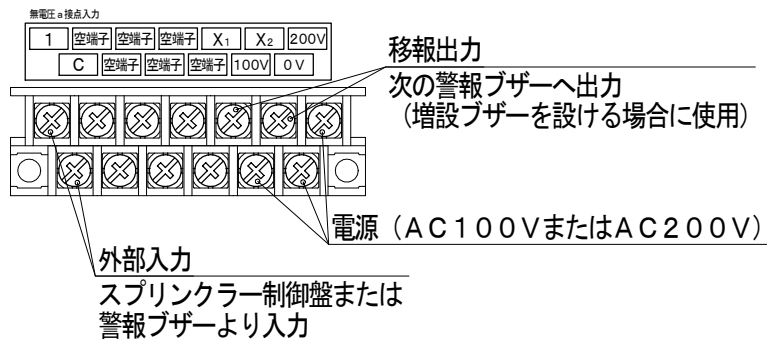 無電圧a接点入力
1 空端子 空端子 空端子 X₁ X₂ 200V
C 空端子 空端子 空端子 100V 0V
移報出力
次の警報ブザーへ出力
（増設ブザーを設ける場合に使用）
電源（AC100VまたはAC200V）
外部入力
スプリンクラー制御盤または
警報ブザーより入力